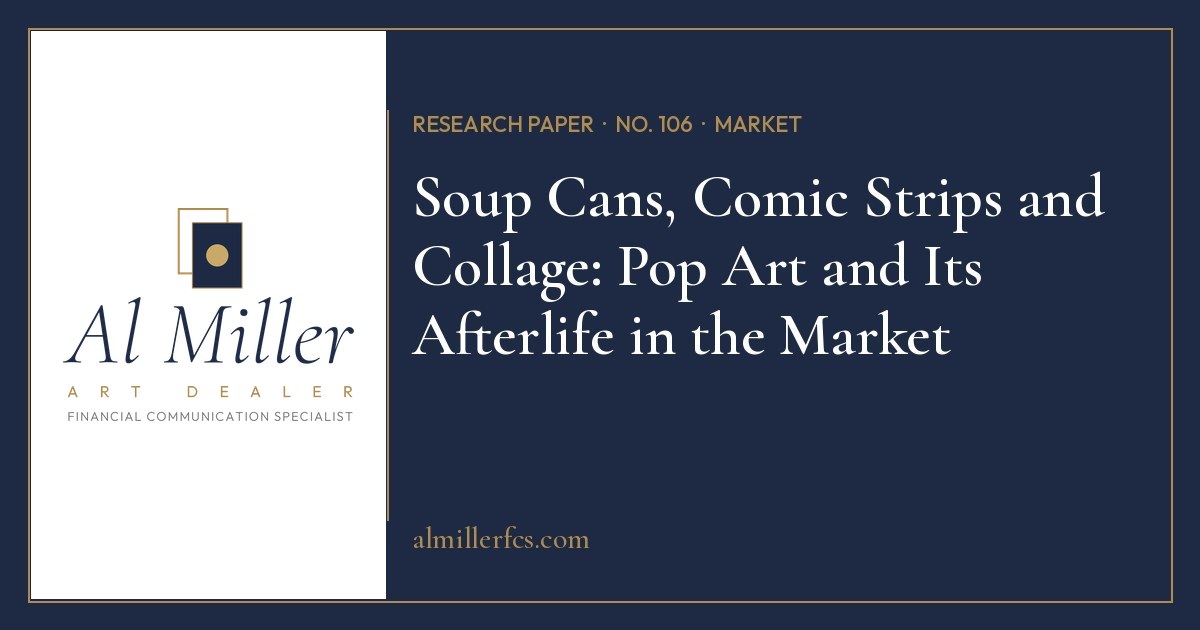 Al Miller
ART DEALER
FINANCIAL COMMUNICATION SPECIALIST
RESEARCH PAPER · NO. 106 · MARKET
Soup Cans, Comic Strips and
Collage: Pop Art and Its
Afterlife in the Market
almillerfcs.com